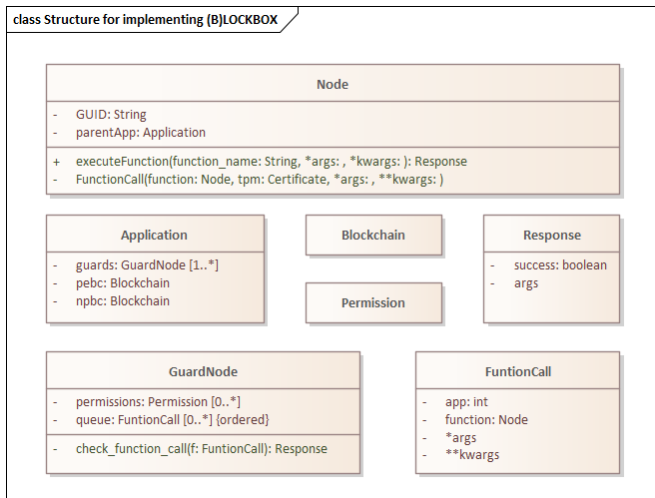 class Structure for implementing (B)LOCKBOX
Node
- GUID: String
- parentApp: Application
+ executeFunction(function_name: String, *args: , *kwargs: ): Response
- FunctionCall(function: Node, tpm: Certificate, *args: , **kwargs: )
Application
- guards: GuardNode [1..*]
- pebc: Blockchain
- npbc: Blockchain
Blockchain
Permission
Response
- success: boolean
- args
GuardNode
- permissions: Permission [0..*]
- queue: FuntionCall [0..*] {ordered}
- check_function_call(f: FuntionCall): Response
FuntionCall
- app: int
- function: Node
- *args
- **kwargs